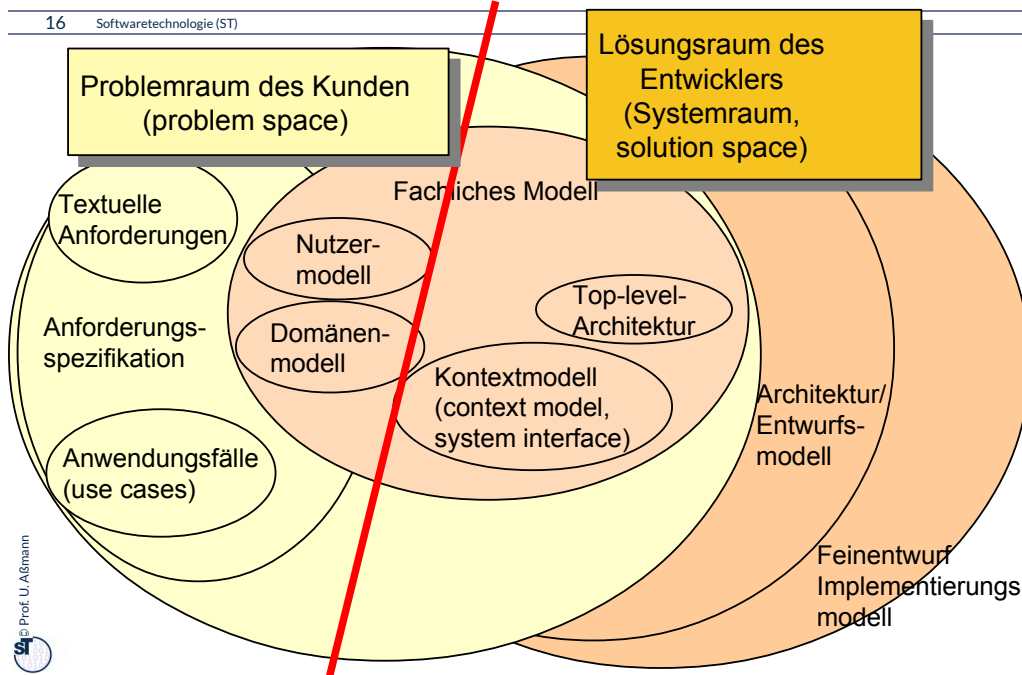 16 Softwaretechnologie (ST)
Problemraum des Kunden
(problem space)
Lösungsraum des
Entwicklers
(Systemraum,
solution space)
Fachliches Modell
Textuelle
Anforderungen
Nutzer-
modell
Top-level-
Architektur
Anforderungs-
spezifikation
Domänen-
modell
Kontextmodell
(context model,
system interface)
Architektur/
Entwurfs-
modell
Anwendungsfälle
(use cases)
Feinentwurf
Implementierungs
modell
© Prof. U. Aßmann
ST